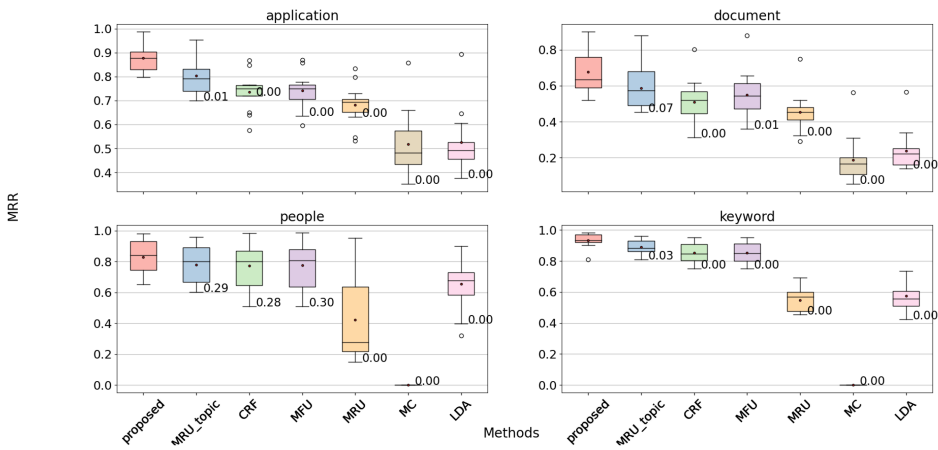 application
document
1.0
0.9
0.8
0.7
0.6
0.5
0.4
0.01
0.00
0.00
0.00
0.00
0.00
0.8
0.6
0.4
0.2
0.07
0.00
0.01
0.00
0.00
0.00
MRR
people
keyword
1.0
0.8
0.6
0.4
0.2
0.0
0.29
0.28
0.30
0.00
0.00
0.00
1.0
0.8
0.6
0.4
0.2
0.0
0.03
0.00
0.00
0.00
0.00
0.00
proposed
MRU_topic
CRF
MFU
MRU
MC
LDA
proposed
MRU_topic
CRF
MFU
MRU
MC
LDA
Methods